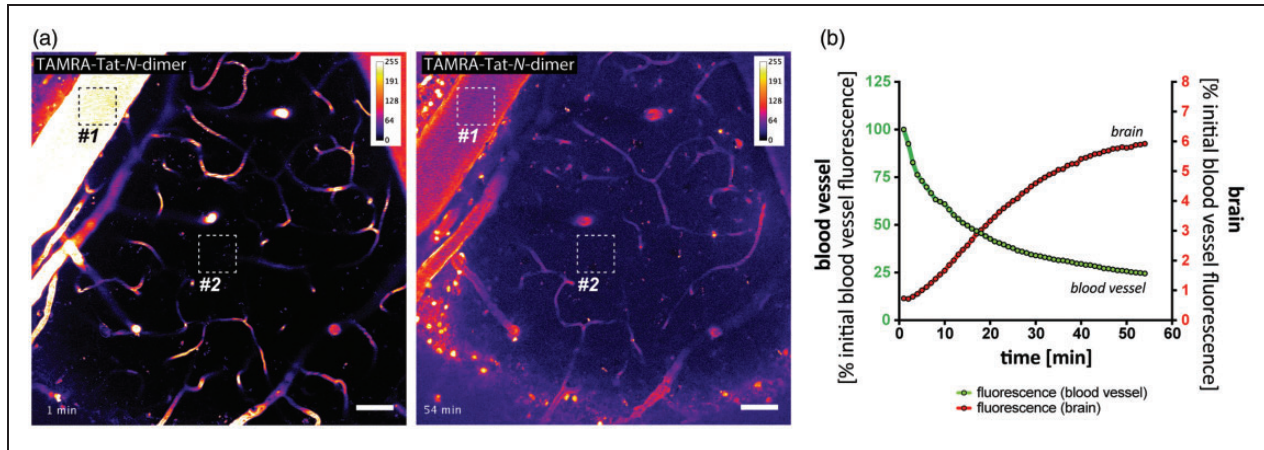 (a)
TAMRA-Tat-N-dimer
255
191
128
64
0
#1
#2
1 min
TAMRA-Tat-N-dimer
255
191
128
64
0
#1
#2
54 min
(b)
blood vessel
[% initial blood vessel fluorescence]
125
100
75
50
25
0
brain
blood vessel
8
7
6
5
4
3
2
1
0
brain
[% initial blood vessel fluorescence]
0 10 20 30 40 50 60
time [min]
fluorescence (blood vessel)
fluorescence (brain)